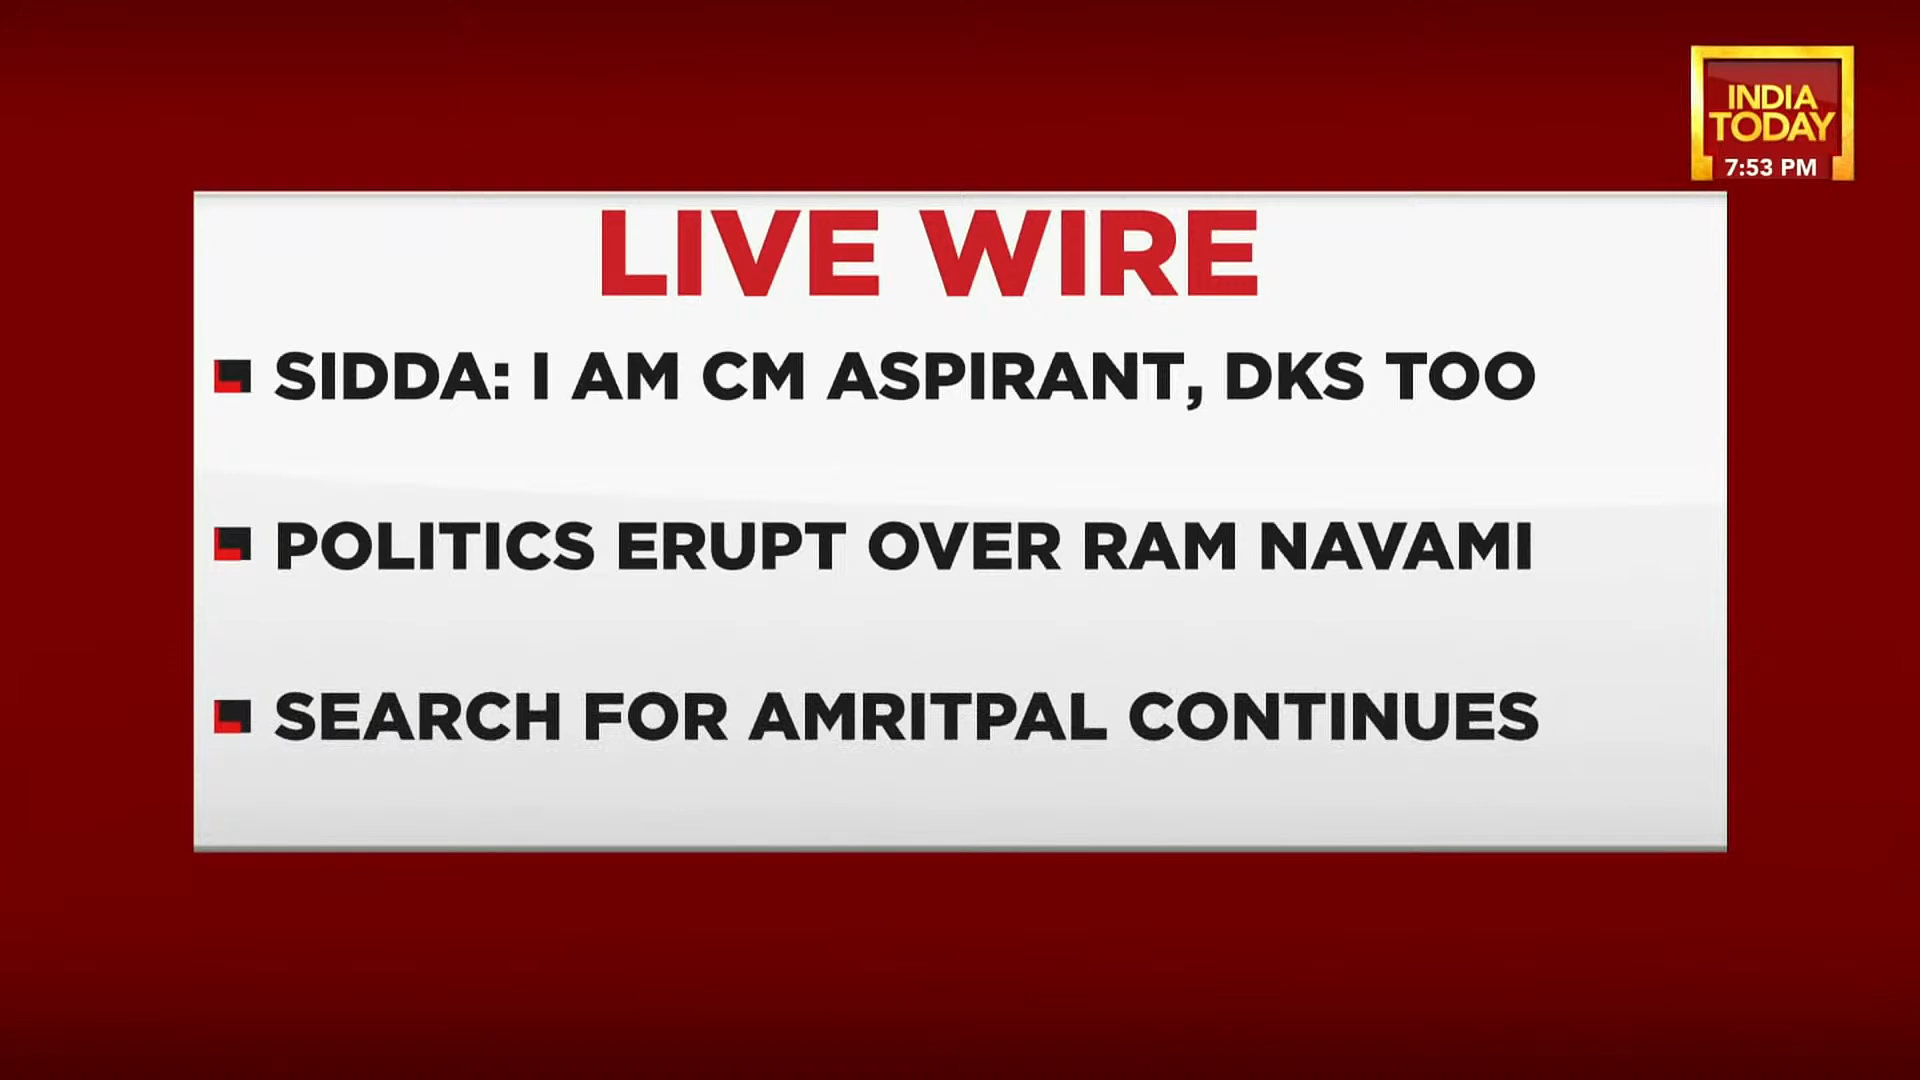 INDIA
TODAY
7:53 PM
LIVE WIRE
SIDDA: I AM CM ASPIRANT, DKS TOO
POLITICS ERUPT OVER RAM NAVAMI
SEARCH FOR AMRITPAL CONTINUES